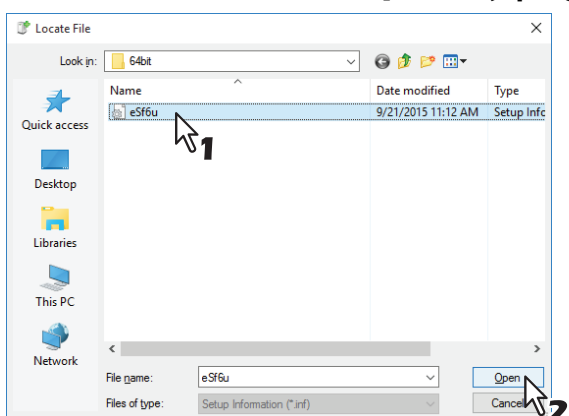 Locate File
Look in:
64bit
Name
Date modified
Type
eSf6u
9/21/2015 11:12 AM
Setup Info
1
Quick access
Desktop
Libraries
This PC
Network
File name:
eSf6u
Open
Files of type:
Setup Information (*.inf)
Cancel
2